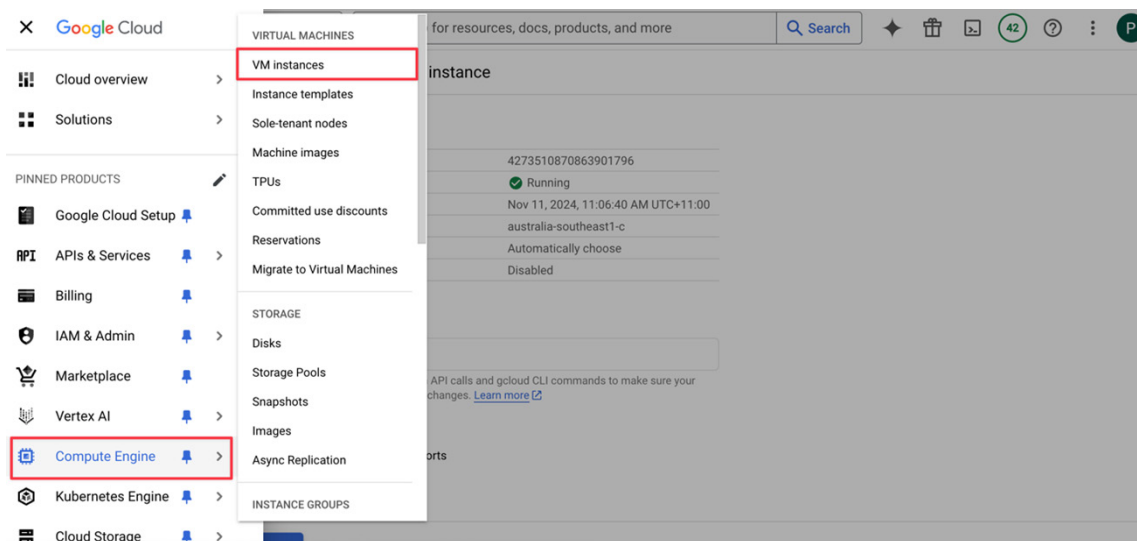 Google Cloud
for resources, docs, products, and more
Search
42
P
Cloud overview
Solutions
PINNED PRODUCTS
Google Cloud Setup
API
APIs & Services
Billing
IAM & Admin
Marketplace
Vertex AI
Compute Engine
Kubernetes Engine
Cloud Storage
VIRTUAL MACHINES
VM instances
Instance templates
Sole-tenant nodes
Machine images
TPUs
Committed use discounts
Reservations
Migrate to Virtual Machines
STORAGE
Disks
Storage Pools
Snapshots
Images
Async Replication
INSTANCE GROUPS
instance
4273510870863901796
Running
Nov 11, 2024, 11:06:40 AM UTC+11:00
australia-southeast1-c
Automatically choose
Disabled
API calls and gcloud CLI commands to make sure your
changes. Learn more
orts